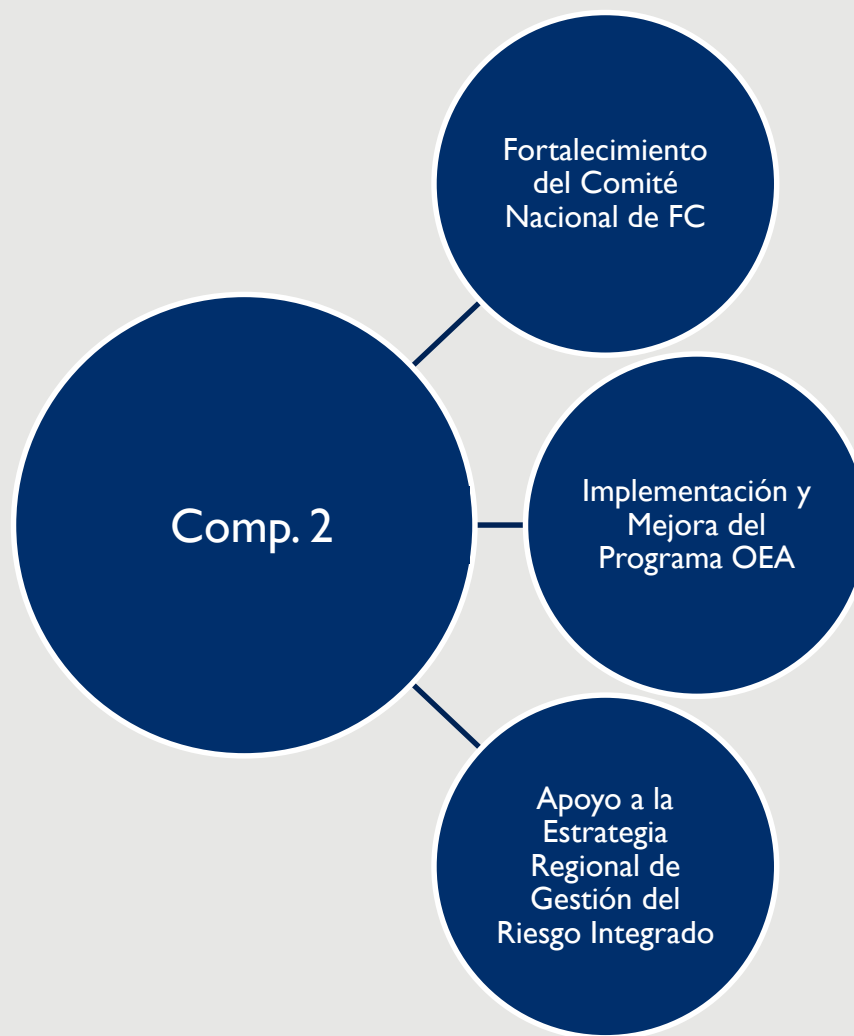 Fortalecimiento
del Comité
Nacional de FC
Comp. 2
Implementación y
Mejora del
Programa OEA
Apoyo a la
Estrategia
Regional de
Gestión del
Riesgo Integrado